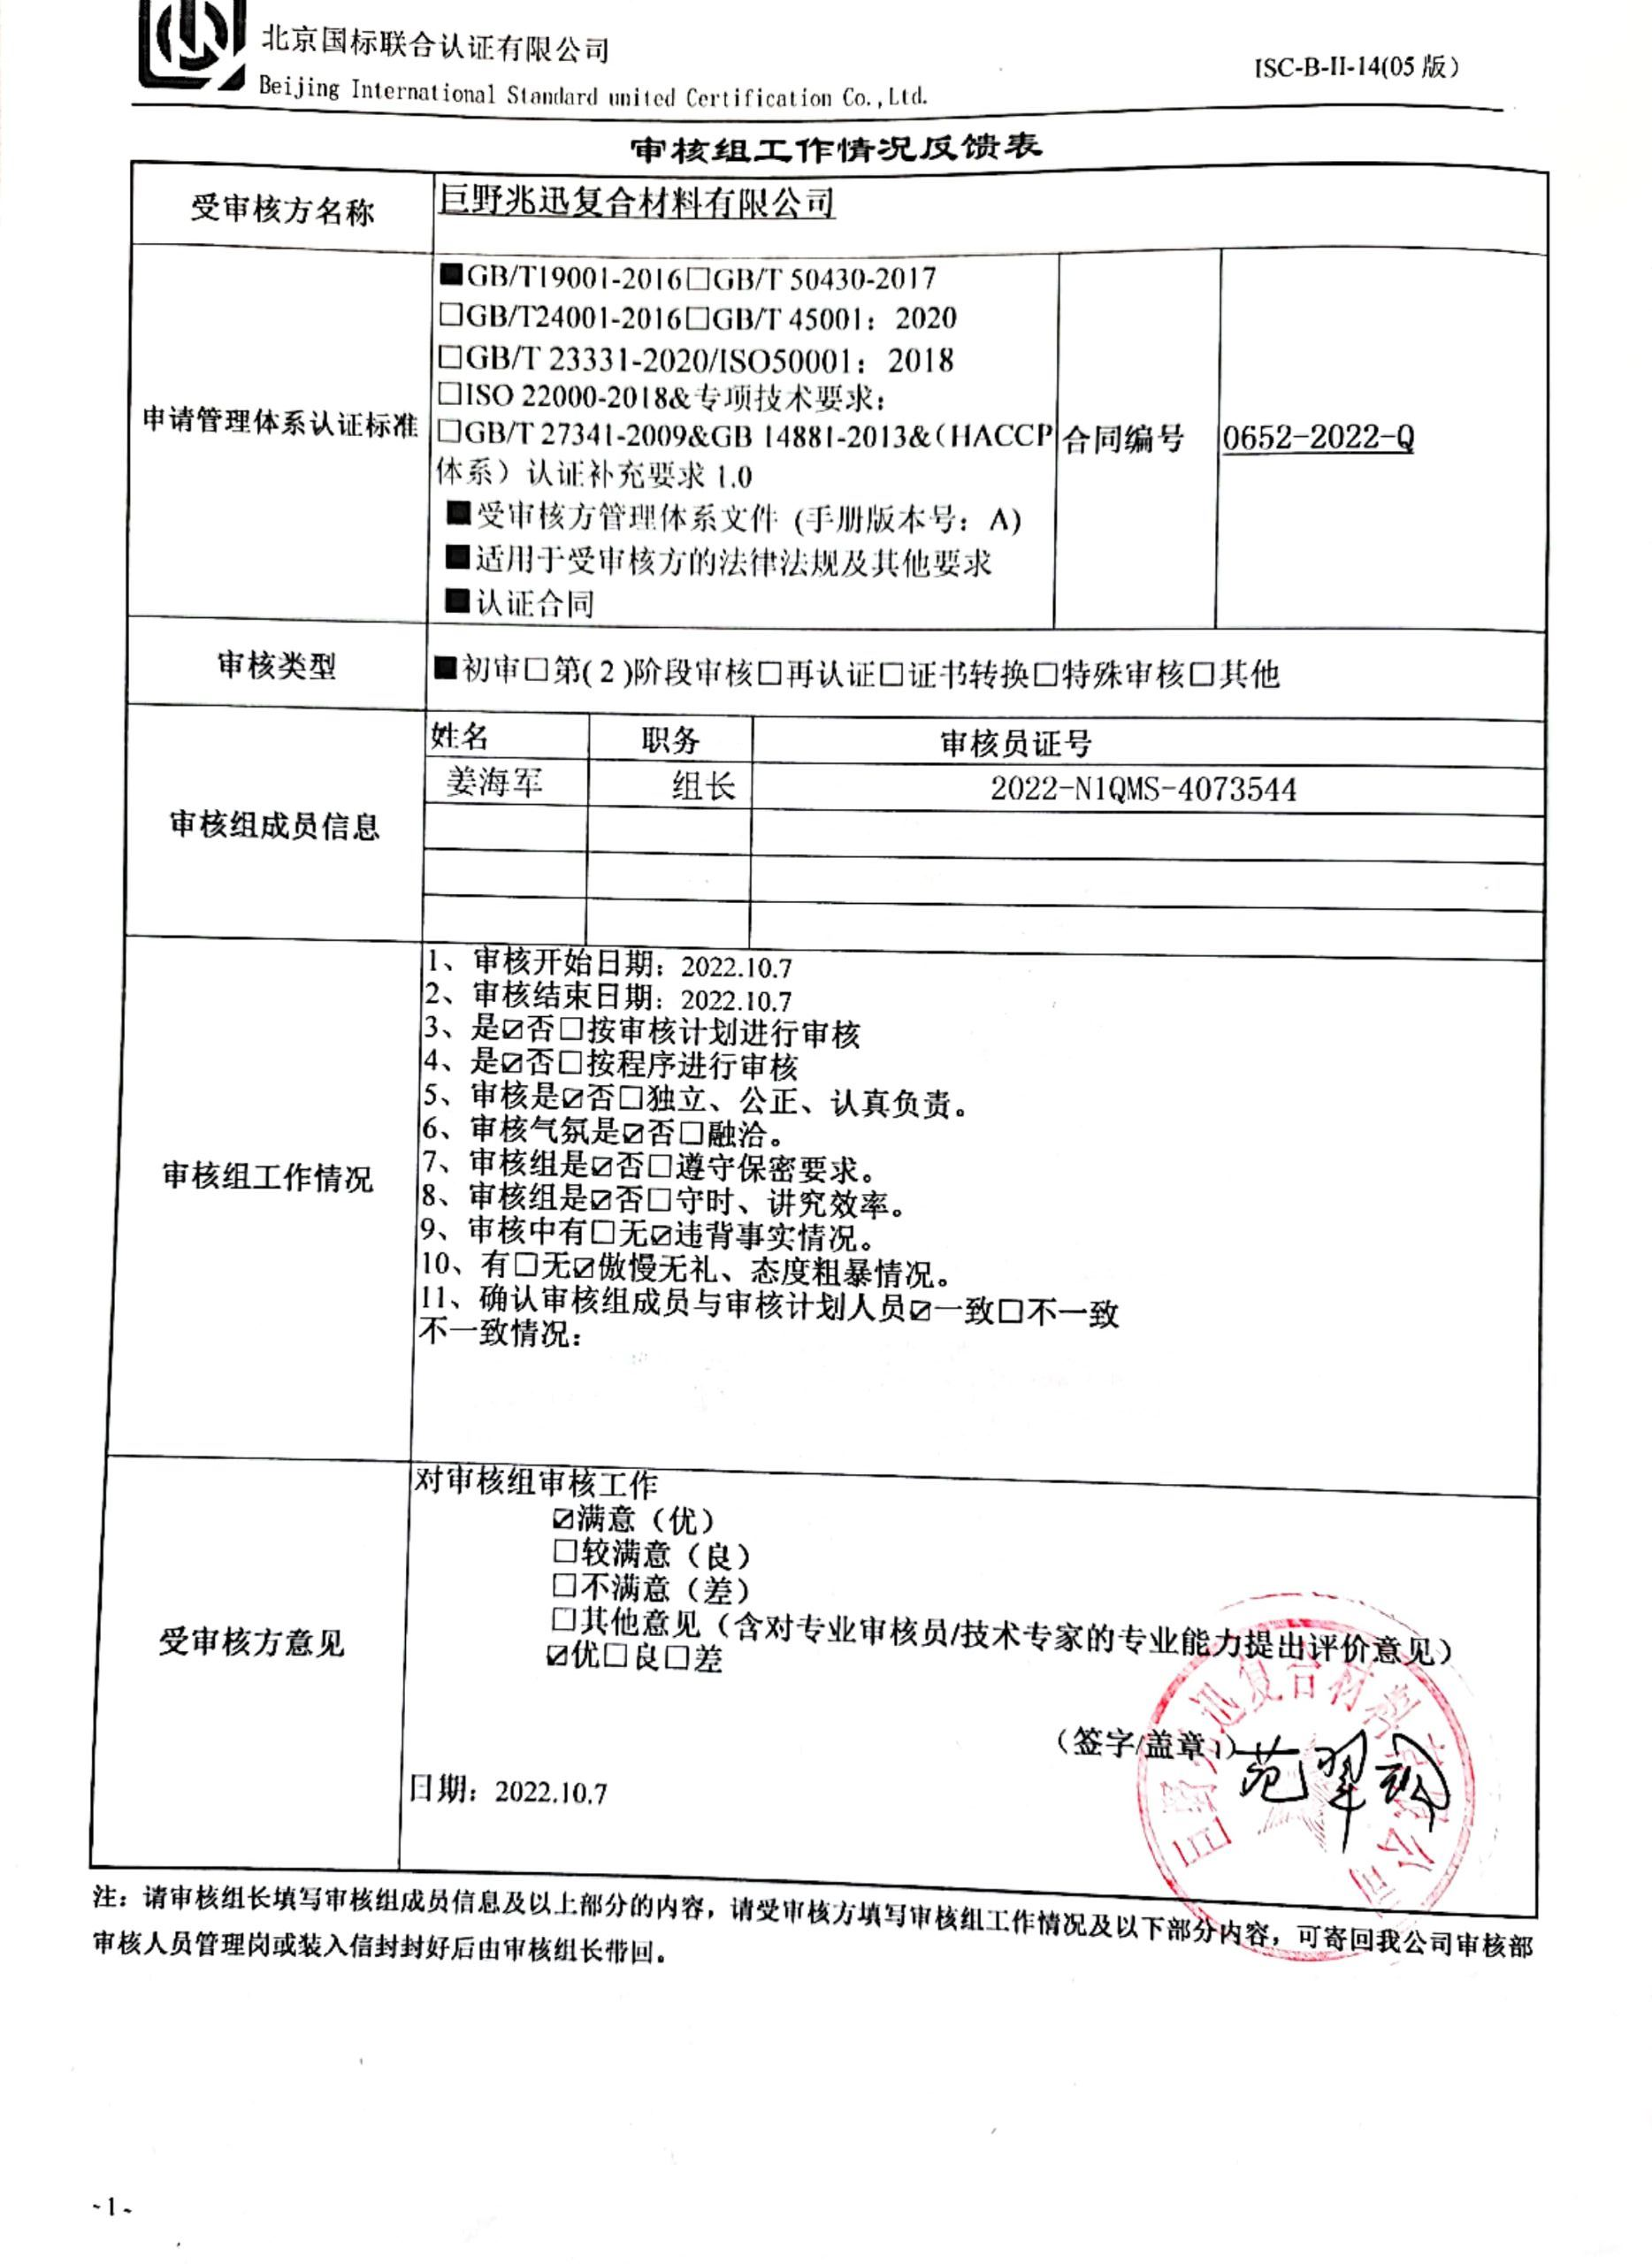 北京国标联合认证有限公司
Beijing International Standard united Certification Co.,Ltd.
ISC-B-II-14(05 版)
审核组工作情况反馈表
受审核方名称
巨野兆迅复合材料有限公司
申请管理体系认证标准
■GB/T19001-2016□GB/T 50430-2017
□GB/T24001-2016□GB/T 45001：2020
□GB/T 23331-2020/ISO50001：2018
□ISO 22000-2018&专项技术要求：
□GB/T 27341-2009&GB 14881-2013&（HACCP
体系）认证补充要求 1.0
■受审核方管理体系文件 (手册版本号：A)
■适用于受审核方的法律法规及其他要求
■认证合同
合同编号
0652-2022-Q
审核类型
■初审□第( 2 )阶段审核□再认证□证书转换□特殊审核□其他
审核组成员信息
姓名 职务 审核员证号
姜海军 组长 2022-N1QMS-4073544
审核组工作情况
1、审核开始日期：2022.10.7
2、审核结束日期：2022.10.7
3、是☑否□按审核计划进行审核
4、是☑否□按程序进行审核
5、审核是☑否□独立、公正、认真负责。
6、审核气氛是☑否□融洽。
7、审核组是☑否□遵守保密要求。
8、审核组是☑否□守时、讲究效率。
9、审核中有□无☑违背事实情况。
10、有□无☑傲慢无礼、态度粗暴情况。
11、确认审核组成员与审核计划人员☑一致□不一致
不一致情况：
受审核方意见
对审核组审核工作
☑满意（优）
□较满意（良）
□不满意（差）
□其他意见（含对专业审核员/技术专家的专业能力提出评价意见）
☑优□良□差
（签字/盖章）
日期：2022.10.7
注：请审核组长填写审核组成员信息及以上部分的内容，请受审核方填写审核组工作情况及以下部分内容，可寄回我公司审核部
审核人员管理岗或装入信封封好后由审核组长带回。
~1~